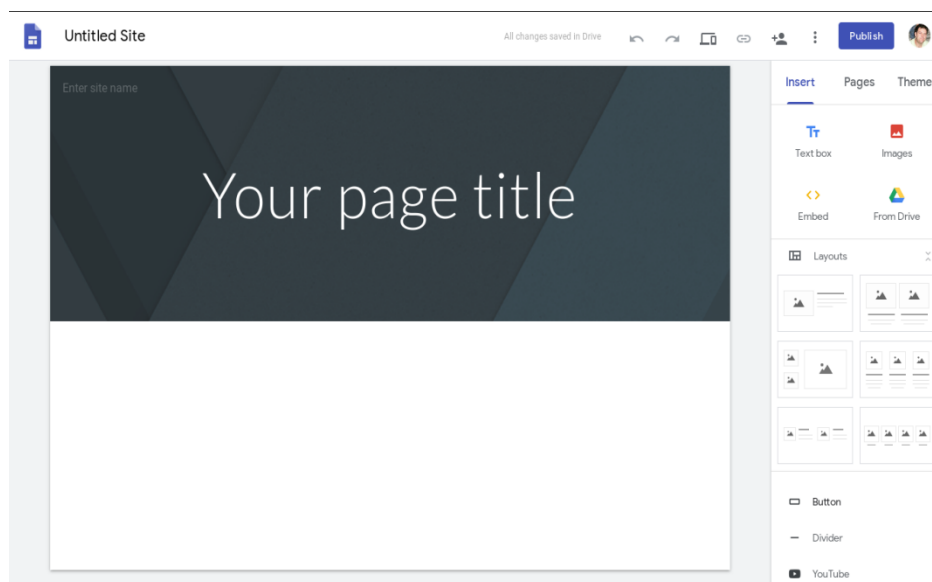 Untitled Site
All changes saved in Drive
Publish
Enter site name
Your page title
Insert Pages Theme
Text box Images
Embed From Drive
Layouts
Button
Divider
YouTube